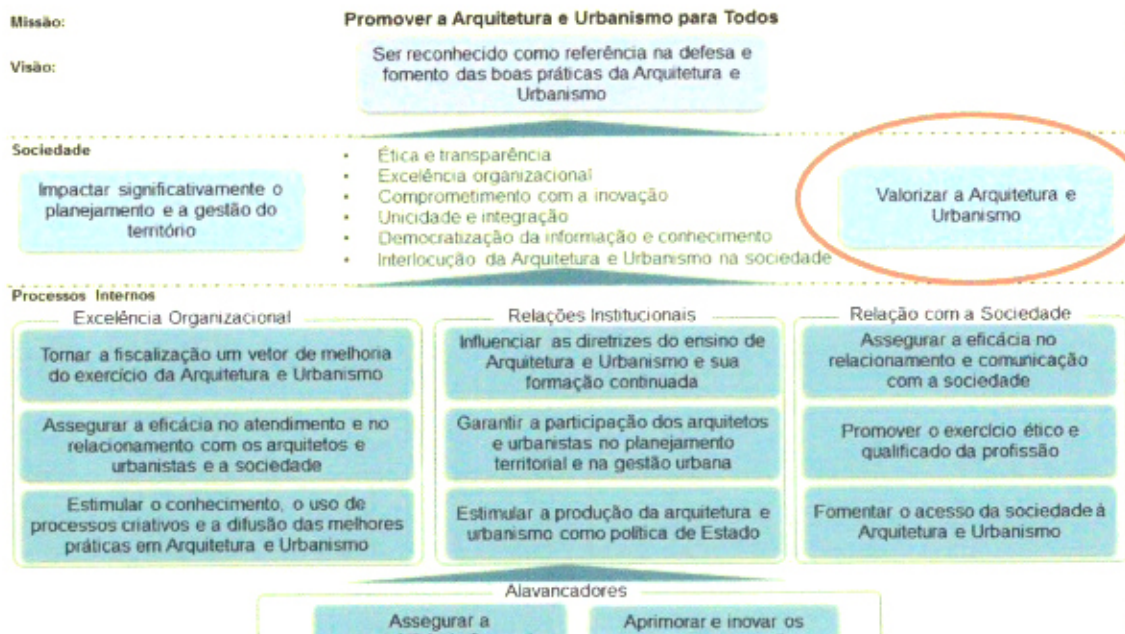 Missão:
Promover a Arquitetura e Urbanismo para Todos
Visão:
Ser reconhecido como referência na defesa e
fomento das boas práticas da Arquitetura e
Urbanismo
Sociedade
Impactar significativamente o
planejamento e a gestão do
território
• Ética e transparência
• Excelência organizacional
• Comprometimento com a inovação
• Unicidade e integração
• Democratização da informação e conhecimento
• Interlocução da Arquitetura e Urbanismo na sociedade
Valorizar a Arquitetura e
Urbanismo
Processos Internos
Excelência Organizacional
Tornar a fiscalização um vetor de melhoria
do exercício da Arquitetura e Urbanismo
Assegurar a eficácia no atendimento e no
relacionamento com os arquitetos e
urbanistas e a sociedade
Estimular o conhecimento, o uso de
processos criativos e a difusão das melhores
práticas em Arquitetura e Urbanismo
Relações Institucionais
Influenciar as diretrizes do ensino de
Arquitetura e Urbanismo e sua
formação continuada
Garantir a participação dos arquitetos
e urbanistas no planejamento
territorial e na gestão urbana
Estimular a produção da arquitetura e
urbanismo como política de Estado
Relação com a Sociedade
Assegurar a eficácia no
relacionamento e comunicação
com a sociedade
Promover o exercício ético e
qualificado da profissão
Fomentar o acesso da sociedade à
Arquitetura e Urbanismo
Alavancadores
Assegurar a
Aprimorar e inovar os